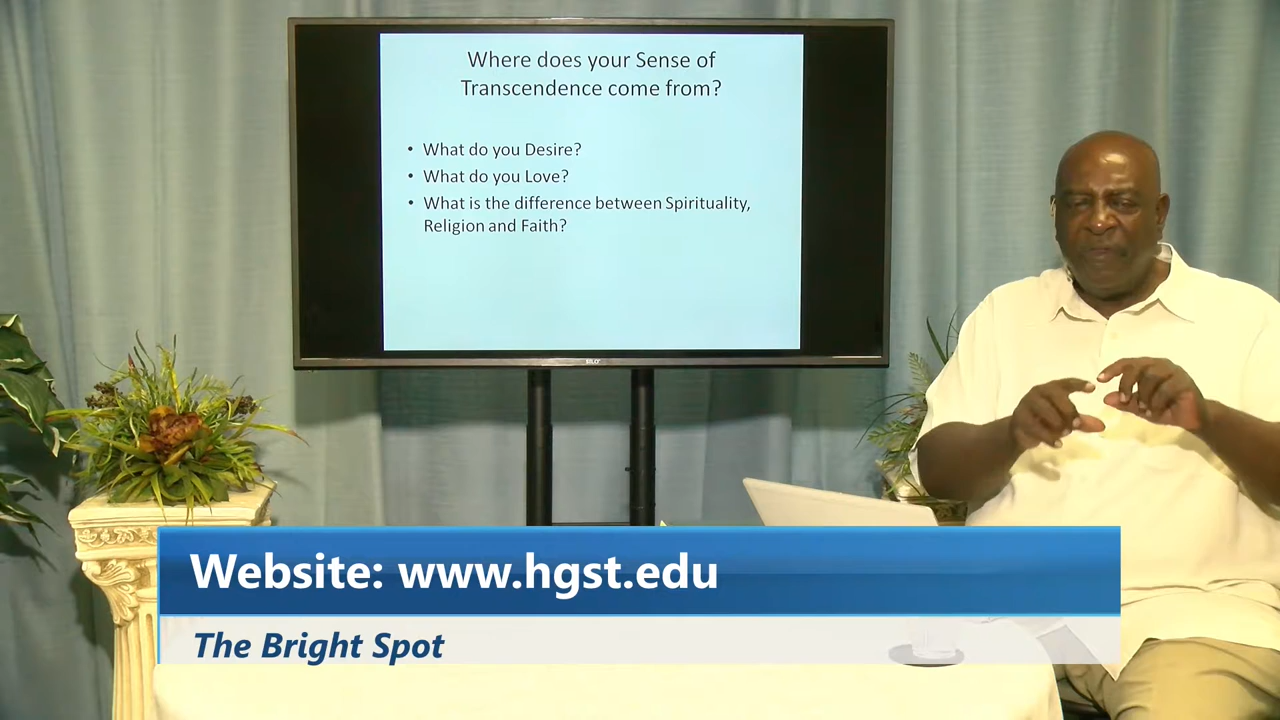 Where does your Sense of
Transcendence come from?
• What do you Desire?
• What do you Love?
• What is the difference between Spirituality,
Religion and Faith?
Website: www.hgst.edu
The Bright Spot